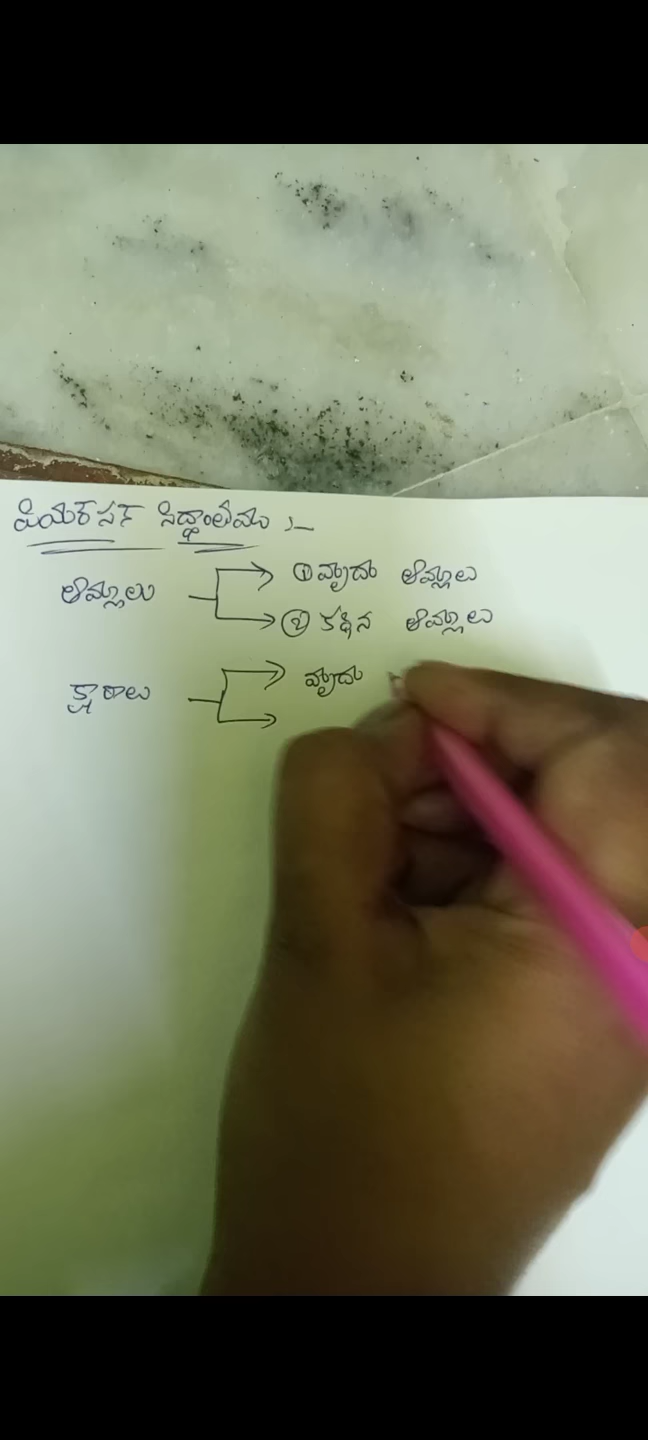 పియర్‌సన్ సిద్ధాంతము :-
ఆమ్లాలు
① మృదు ఆమ్లాలు
② కఠిన ఆమ్లాలు
క్షారాలు
మృదు